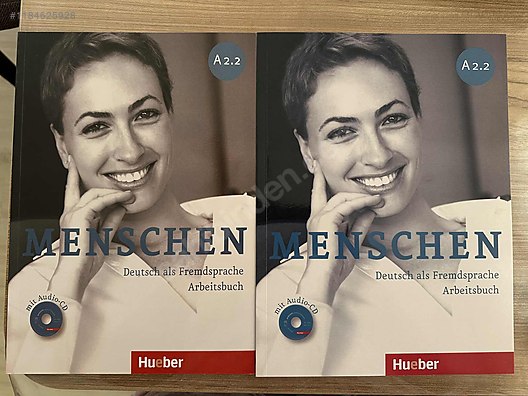 #1184625928
A2.2
MENSCHEN
Deutsch als Fremdsprache
Arbeitsbuch
mit Audio-CD
Hueber
A2.2
MENSCHEN
Deutsch als Fremdsprache
Arbeitsbuch
mit Audio-CD
Hueber